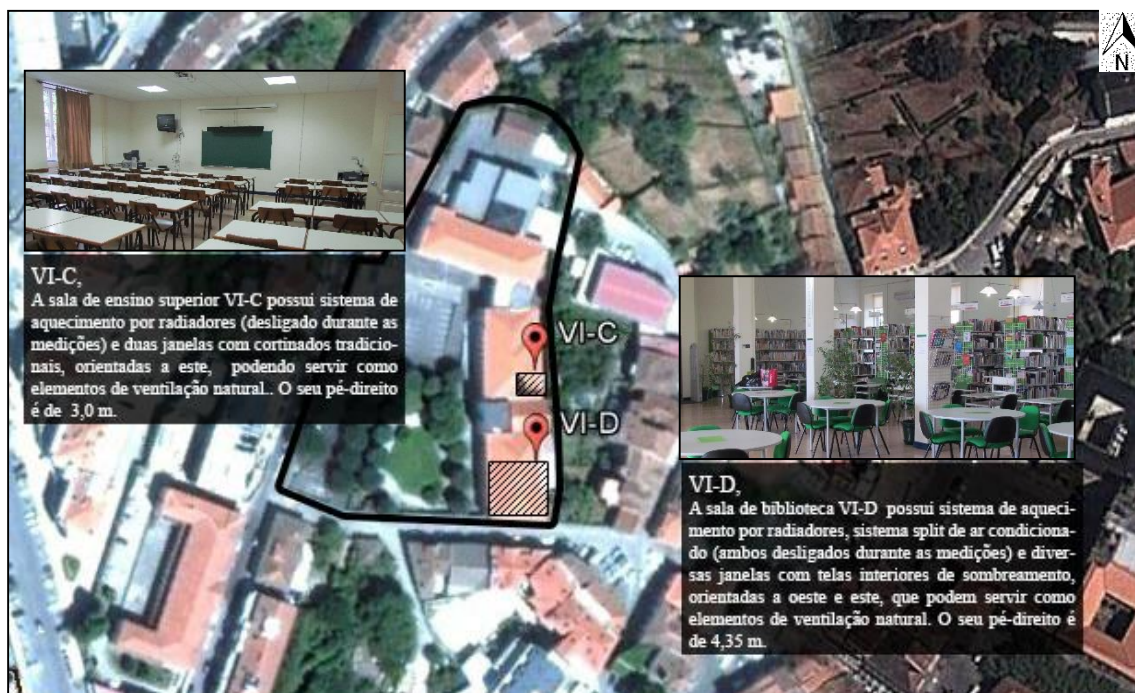 N
VI-C,
A sala de ensino superior VI-C possui sistema de
aquecimento por radiadores (desligado durante as
medições) e duas janelas com cortinados tradicio-
nais, orientadas a este, podendo servir como
elementos de ventilação natural.. O seu pé-direito
é de 3,0 m.
VI-C
VI-D
VI-D,
A sala de biblioteca VI-D possui sistema de aqueci-
mento por radiadores, sistema split de ar condiciona-
do (ambos desligados durante as medições) e diver-
sas janelas com telas interiores de sombreamento,
orientadas a oeste e este, que podem servir como
elementos de ventilação natural. O seu pé-direito é
de 4,35 m.